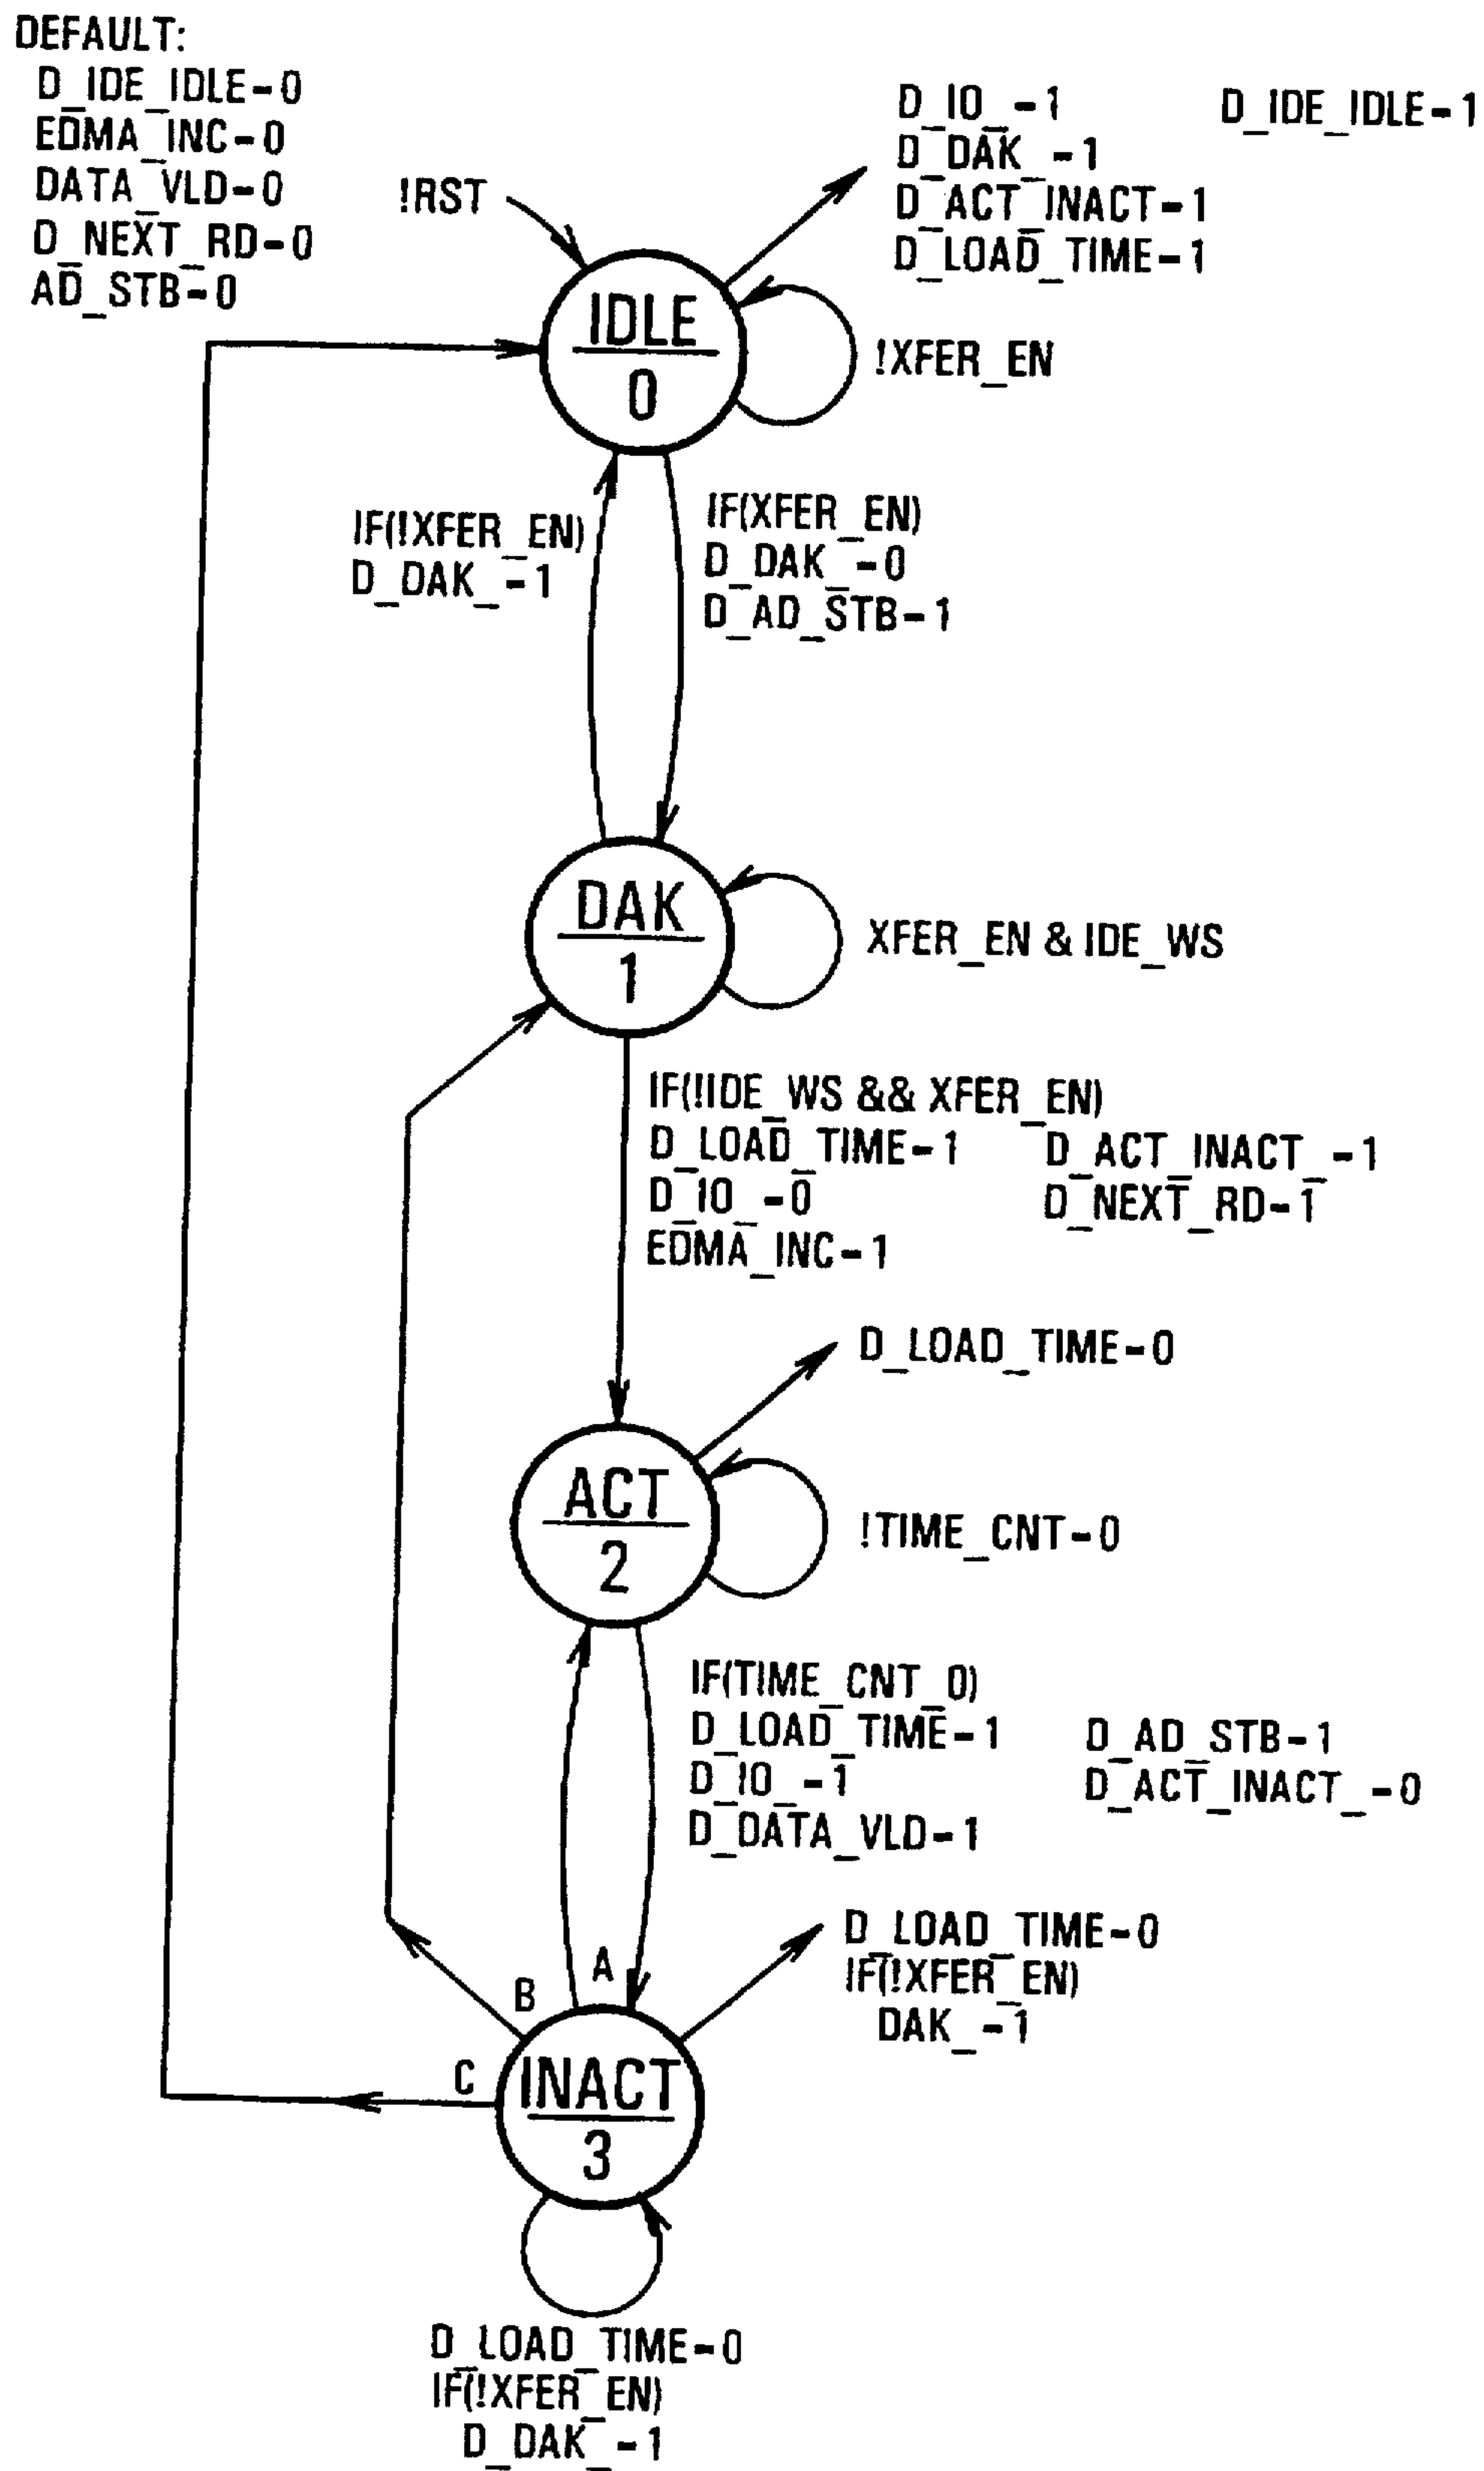 DEFAULT:
D_IDE_IDLE-0
EDMA_INC-0
DATA_VLD-0
D_NEXT_RD-0
AD_STB-0
!RST
D_IO_-1
D_IDE_IDLE-1
D_DAK_-1
D_ACT_INACT-1
D_LOAD_TIME-1
IDLE
0
!XFER_EN
IF(!XFER_EN)
D_DAK_-1
IF(XFER_EN)
D_DAK_-0
D_AD_STB-1
DAK
1
XFER_EN & IDE_WS
IF(!IDE_WS && XFER_EN)
D_LOAD_TIME-1
D_ACT_INACT_-1
D_IO_-0
D_NEXT_RD-1
EDMA_INC-1
D_LOAD_TIME-0
ACT
2
!TIME_CNT-0
IF(TIME_CNT_0)
D_LOAD_TIME-1
D_AD_STB-1
D_IO_-1
D_ACT_INACT_-0
D_DATA_VLD-1
A
B
C
D_LOAD_TIME-0
IF(!XFER_EN)
DAK_-1
INACT
3
D_LOAD_TIME-0
IF(!XFER_EN)
D_DAK_-1